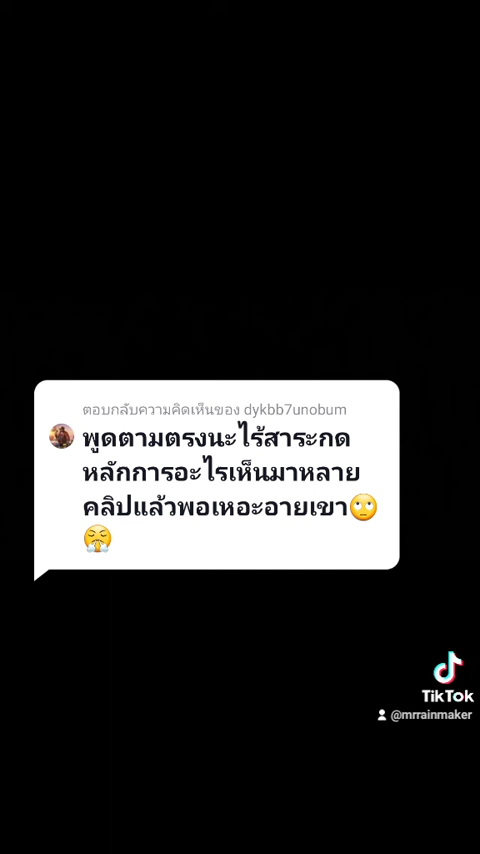 ตอบกลับความคิดเห็นของ dykbb7unobum
พูดตามตรงนะไร้สาระกด
หลักการอะไรเห็นมาหลาย
คลิปแล้วพอเหอะอายเขา🙄
😤
TikTok
@mrrainmaker